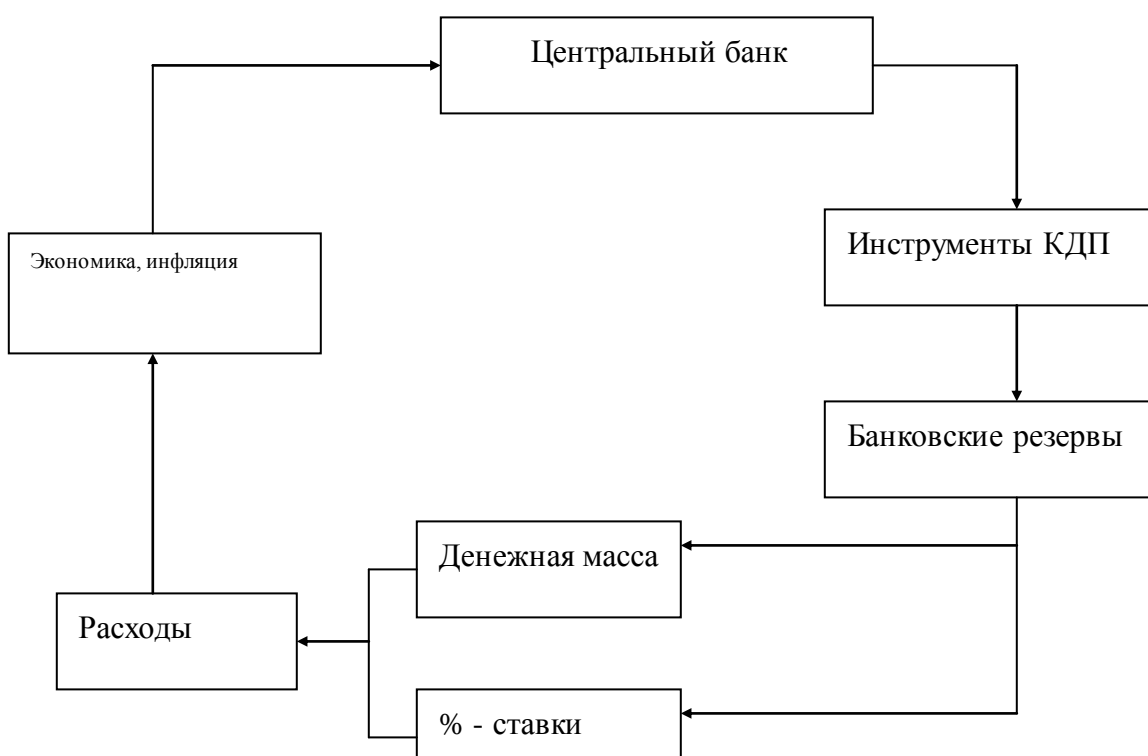 Центральный банк
Инструменты КДП
Экономика, инфляция
Банковские резервы
Денежная масса
Расходы
% - ставки